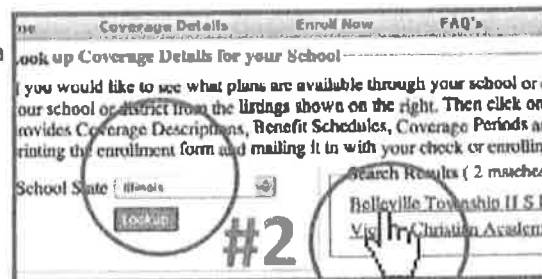 me Coverage Details Enroll Now FAQ's
ook up Coverage Details for your School
you would like to see what plans are available through your school or
our school or district from the listings shown on the right. Then click on
rovides Coverage Descriptions, Benefit Schedules, Coverage Periods a
rinting the enrollment form and mailing it in with your check or enrollin
School State Illinois
Search Results ( 2 matches
Lookup
Belleville Township H S
Christian Academ
#2